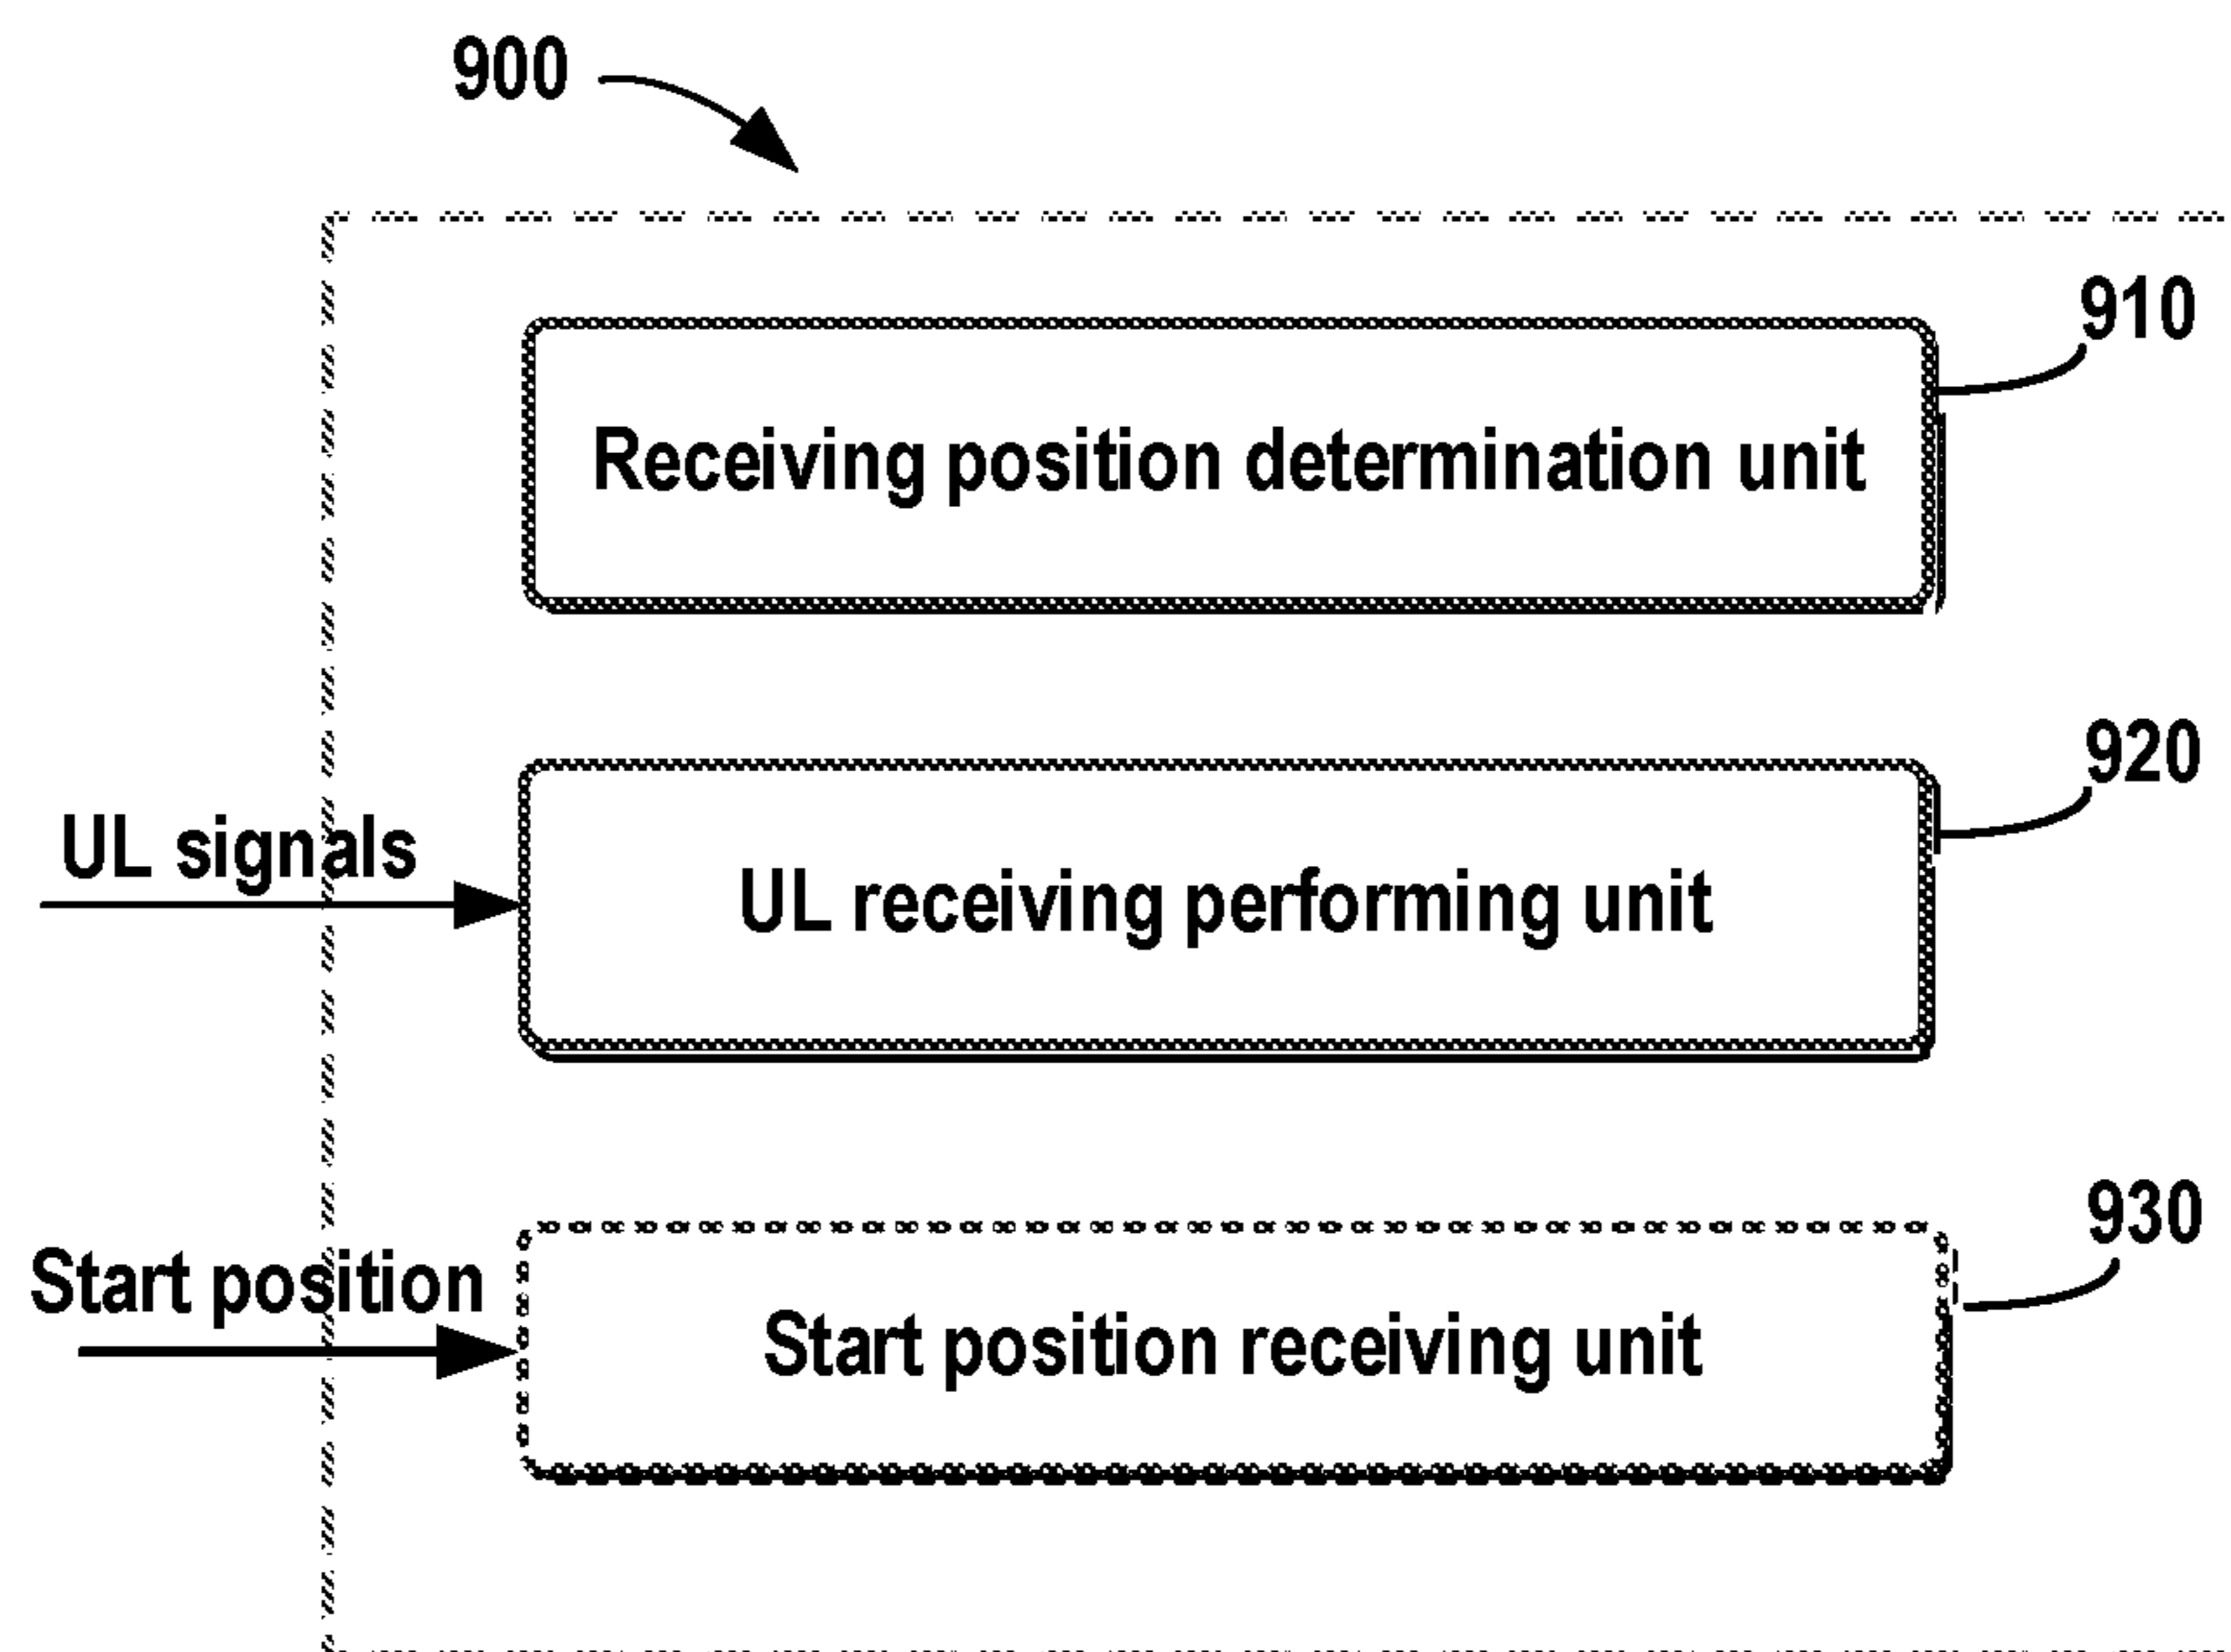 900
910
Receiving position determination unit
920
UL signals
UL receiving performing unit
930
Start position
Start position receiving unit